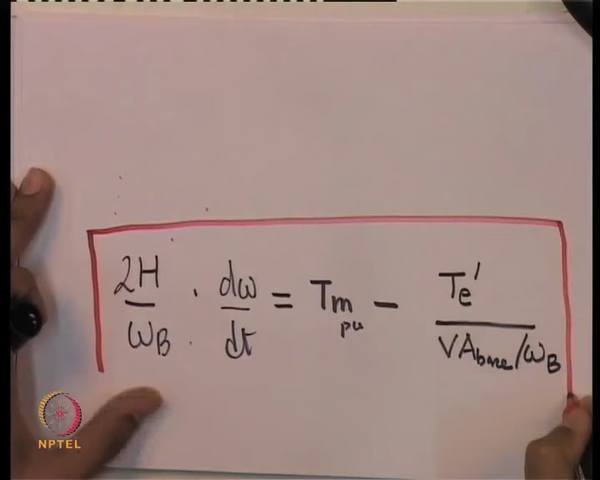 2H/ωB · dω/dt = Tm pu − Te′/(VAbase/ωB)
NPTEL